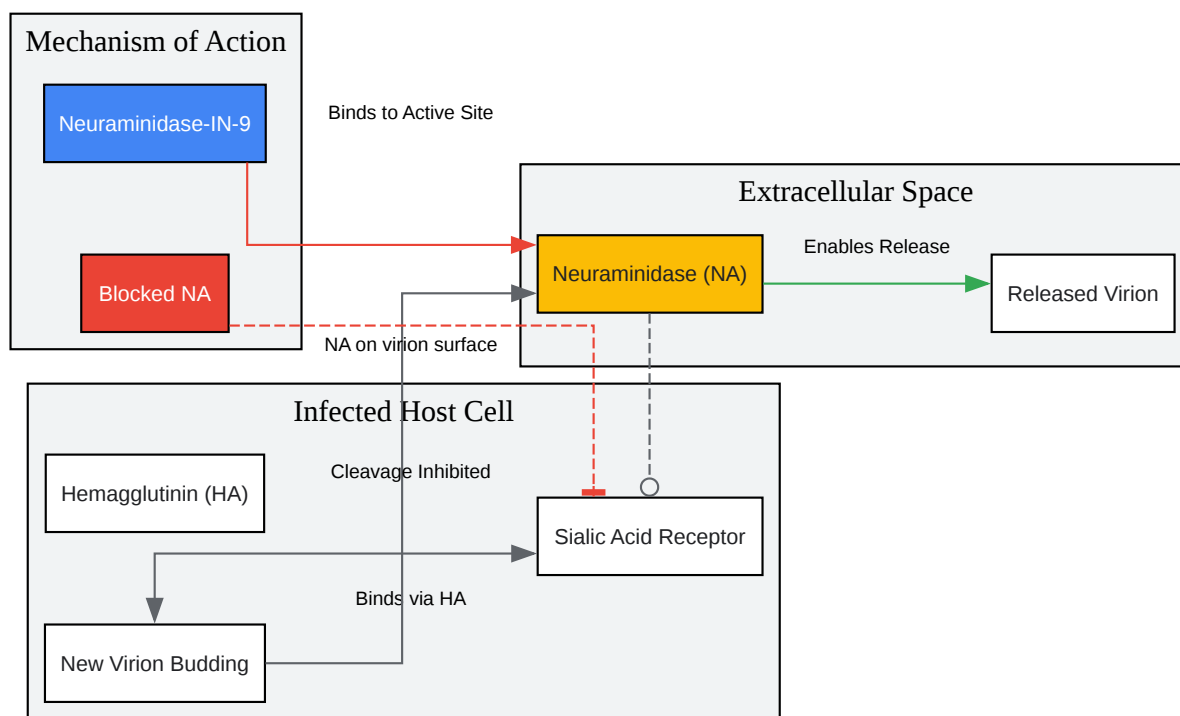 Mechanism of Action
Neuraminidase-IN-9
Binds to Active Site
Extracellular Space
Neuraminidase (NA)
Enables Release
Released Virion
Blocked NA
NA on virion surface
Infected Host Cell
Hemagglutinin (HA)
Cleavage Inhibited
Sialic Acid Receptor
Binds via HA
New Virion Budding